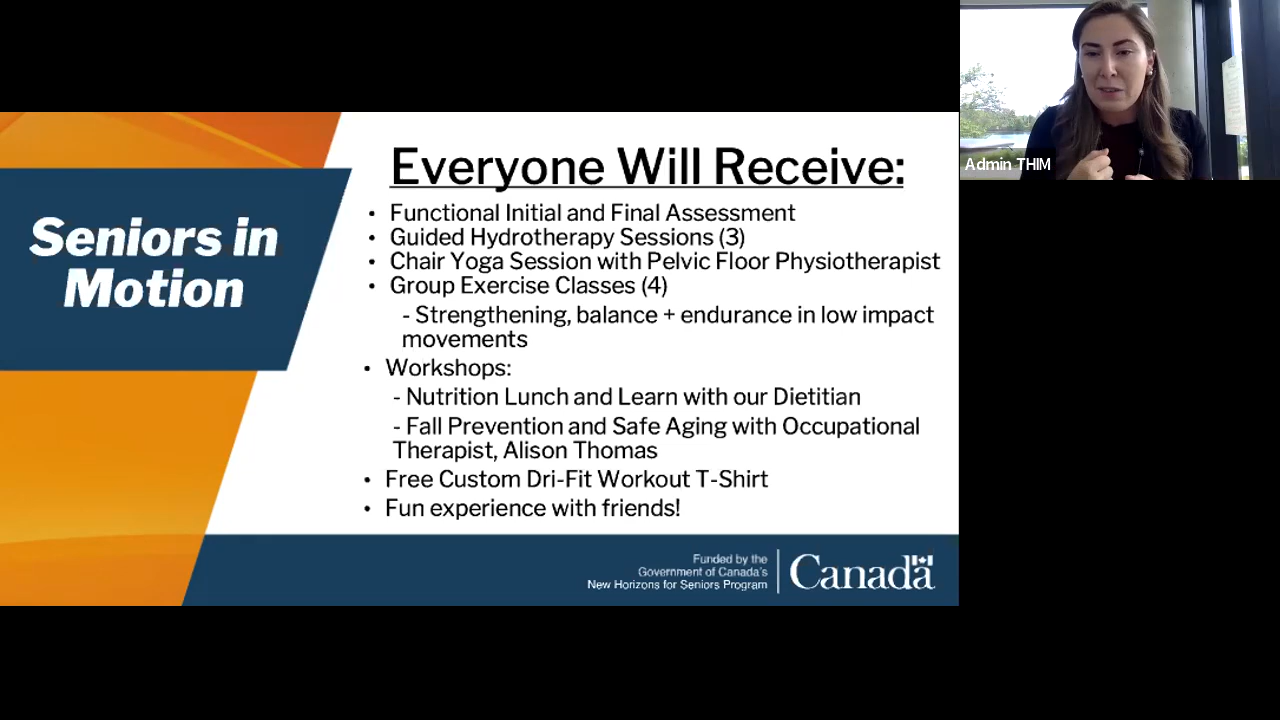 Seniors in
Motion
Everyone Will Receive:
• Functional Initial and Final Assessment
• Guided Hydrotherapy Sessions (3)
• Chair Yoga Session with Pelvic Floor Physiotherapist
• Group Exercise Classes (4)
- Strengthening, balance + endurance in low impact
movements
• Workshops:
- Nutrition Lunch and Learn with our Dietitian
- Fall Prevention and Safe Aging with Occupational
Therapist, Alison Thomas
• Free Custom Dri-Fit Workout T-Shirt
• Fun experience with friends!
Funded by the
Government of Canada's
New Horizons for Seniors Program
Canada
Admin THIM